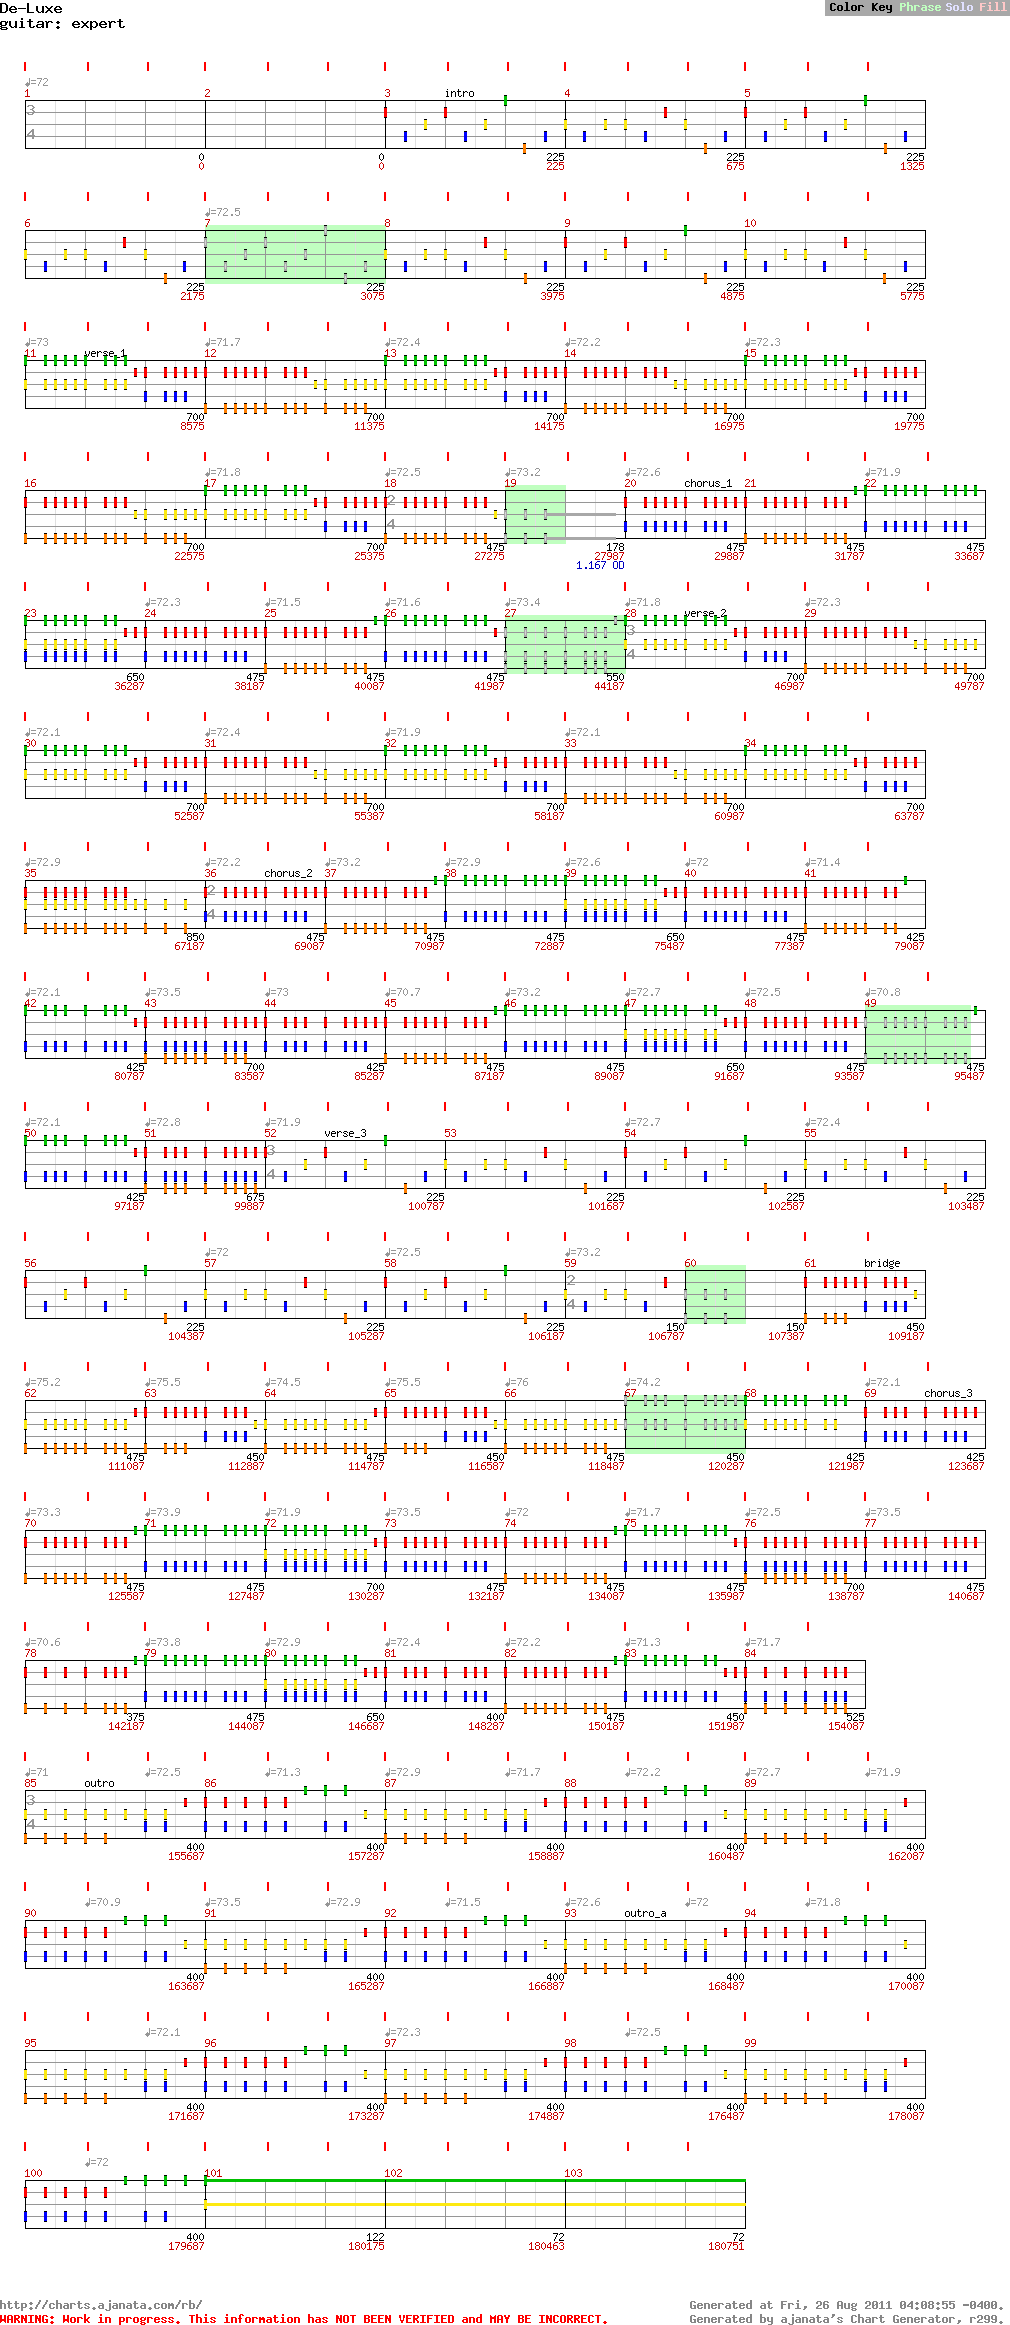 De-Luxe
Color Key Phrase Solo Fill
guitar: expert
♩=72
1 2 3 intro 4 5
3
4
0 0 225 225 225
0 0 225 675 1325
♩=72.5
6 7 8 9 10
225 225 225 225 225
2175 3075 3975 4875 5775
♩=73 ♩=71.7 ♩=72.4 ♩=72.2 ♩=72.3
11 verse_1 12 13 14 15
700 700 700 700 700
8575 11375 14175 16975 19775
♩=71.8 ♩=72.5 ♩=73.2 ♩=72.6 ♩=71.9
16 17 18 19 20 chorus_1 21 22
2
4
700 700 475 178 475 475 475
22575 25375 27275 27987 29887 31787 33687
1.167 OD
♩=72.3 ♩=71.5 ♩=71.6 ♩=73.4 ♩=71.8 ♩=72.3
23 24 25 26 27 28 verse_2 29
3
4
650 475 475 475 550 700 700
36287 38187 40087 41987 44187 46987 49787
♩=72.1 ♩=72.4 ♩=71.9 ♩=72.1
30 31 32 33 34
700 700 700 700 700
52587 55387 58187 60987 63787
♩=72.9 ♩=72.2 ♩=73.2 ♩=72.9 ♩=72.6 ♩=72 ♩=71.4
35 36 chorus_2 37 38 39 40 41
2
4
850 475 475 475 650 475 425
67187 69087 70987 72887 75487 77387 79087
♩=72.1 ♩=73.5 ♩=73 ♩=70.7 ♩=73.2 ♩=72.7 ♩=72.5 ♩=70.8
42 43 44 45 46 47 48 49
425 700 425 475 475 650 475 475
80787 83587 85287 87187 89087 91687 93587 95487
♩=72.1 ♩=72.8 ♩=71.9 ♩=72.7 ♩=72.4
50 51 52 verse_3 53 54 55
3
4
425 675 225 225 225 225
97187 99887 100787 101687 102587 103487
♩=72 ♩=72.5 ♩=73.2
56 57 58 59 60 61 bridge
2
4
225 225 225 150 150 450
104387 105287 106187 106787 107387 109187
♩=75.2 ♩=75.5 ♩=74.5 ♩=75.5 ♩=76 ♩=74.2 ♩=72.1
62 63 64 65 66 67 68 69 chorus_3
475 450 475 450 475 450 425 425
111087 112887 114787 116587 118487 120287 121987 123687
♩=73.3 ♩=73.9 ♩=71.9 ♩=73.5 ♩=72 ♩=71.7 ♩=72.5 ♩=73.5
70 71 72 73 74 75 76 77
475 475 700 475 475 475 700 475
125587 127487 130287 132187 134087 135987 138787 140687
♩=70.6 ♩=73.8 ♩=72.9 ♩=72.4 ♩=72.2 ♩=71.3 ♩=71.7
78 79 80 81 82 83 84
375 475 650 400 475 450 525
142187 144087 146687 148287 150187 151987 154087
♩=71 ♩=72.5 ♩=71.3 ♩=72.9 ♩=71.7 ♩=72.2 ♩=72.7 ♩=71.9
85 outro 86 87 88 89
3
4
400 400 400 400 400
155687 157287 158887 160487 162087
♩=70.9 ♩=73.5 ♩=72.9 ♩=71.5 ♩=72.6 ♩=72 ♩=71.8
90 91 92 93 outro_a 94
400 400 400 400 400
163687 165287 166887 168487 170087
♩=72.1 ♩=72.3 ♩=72.5
95 96 97 98 99
400 400 400 400 400
171687 173287 174887 176487 178087
♩=72
100 101 102 103
400 122 72 72
179687 180175 180463 180751
http://charts.ajanata.com/rb/
Generated at Fri, 26 Aug 2011 04:08:55 -0400.
WARNING: Work in progress. This information has NOT BEEN VERIFIED and MAY BE INCORRECT.
Generated by ajanata's Chart Generator, r299.